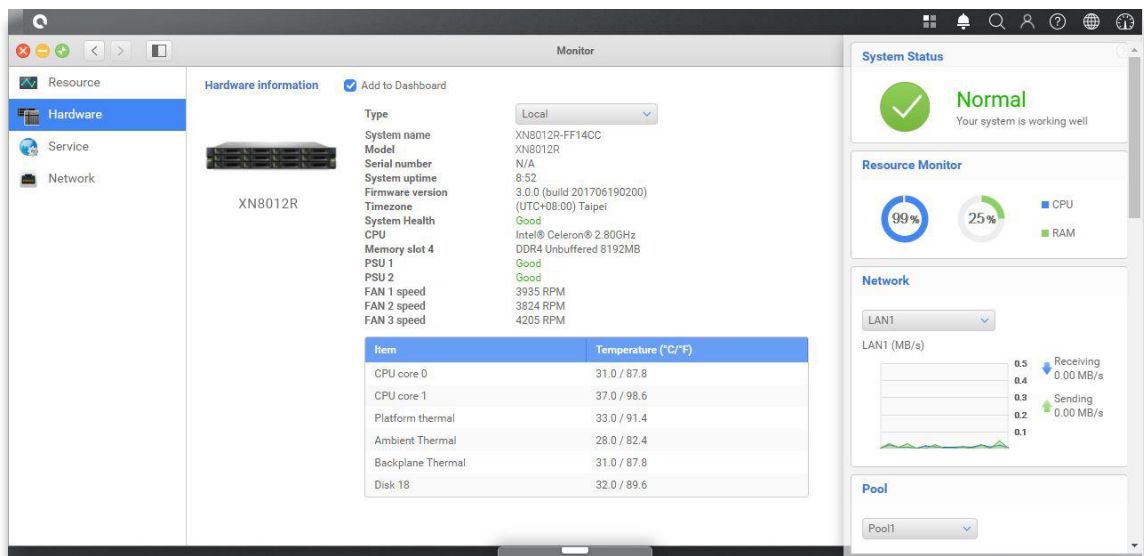 Monitor
Resource
Hardware
Service
Network
Hardware information
Add to Dashboard
XN8012R
Type Local
System name XN8012R-FF14CC
Model XN8012R
Serial number N/A
System uptime 8:52
Firmware version 3.0.0 (build 201706190200)
Timezone (UTC+08:00) Taipei
System Health Good
CPU Intel® Celeron® 2.80GHz
Memory slot 4 DDR4 Unbuffered 8192MB
PSU 1 Good
PSU 2 Good
FAN 1 speed 3935 RPM
FAN 2 speed 3824 RPM
FAN 3 speed 4205 RPM
Item Temperature (°C/°F)
CPU core 0 31.0 / 87.8
CPU core 1 37.0 / 98.6
Platform thermal 33.0 / 91.4
Ambient Thermal 28.0 / 82.4
Backplane Thermal 31.0 / 87.8
Disk 18 32.0 / 89.6
System Status
Normal
Your system is working well
Resource Monitor
99% 25%
CPU
RAM
Network
LAN1
LAN1 (MB/s)
0.5
0.4
0.3
0.2
0.1
Receiving
0.00 MB/s
Sending
0.00 MB/s
Pool
Pool1